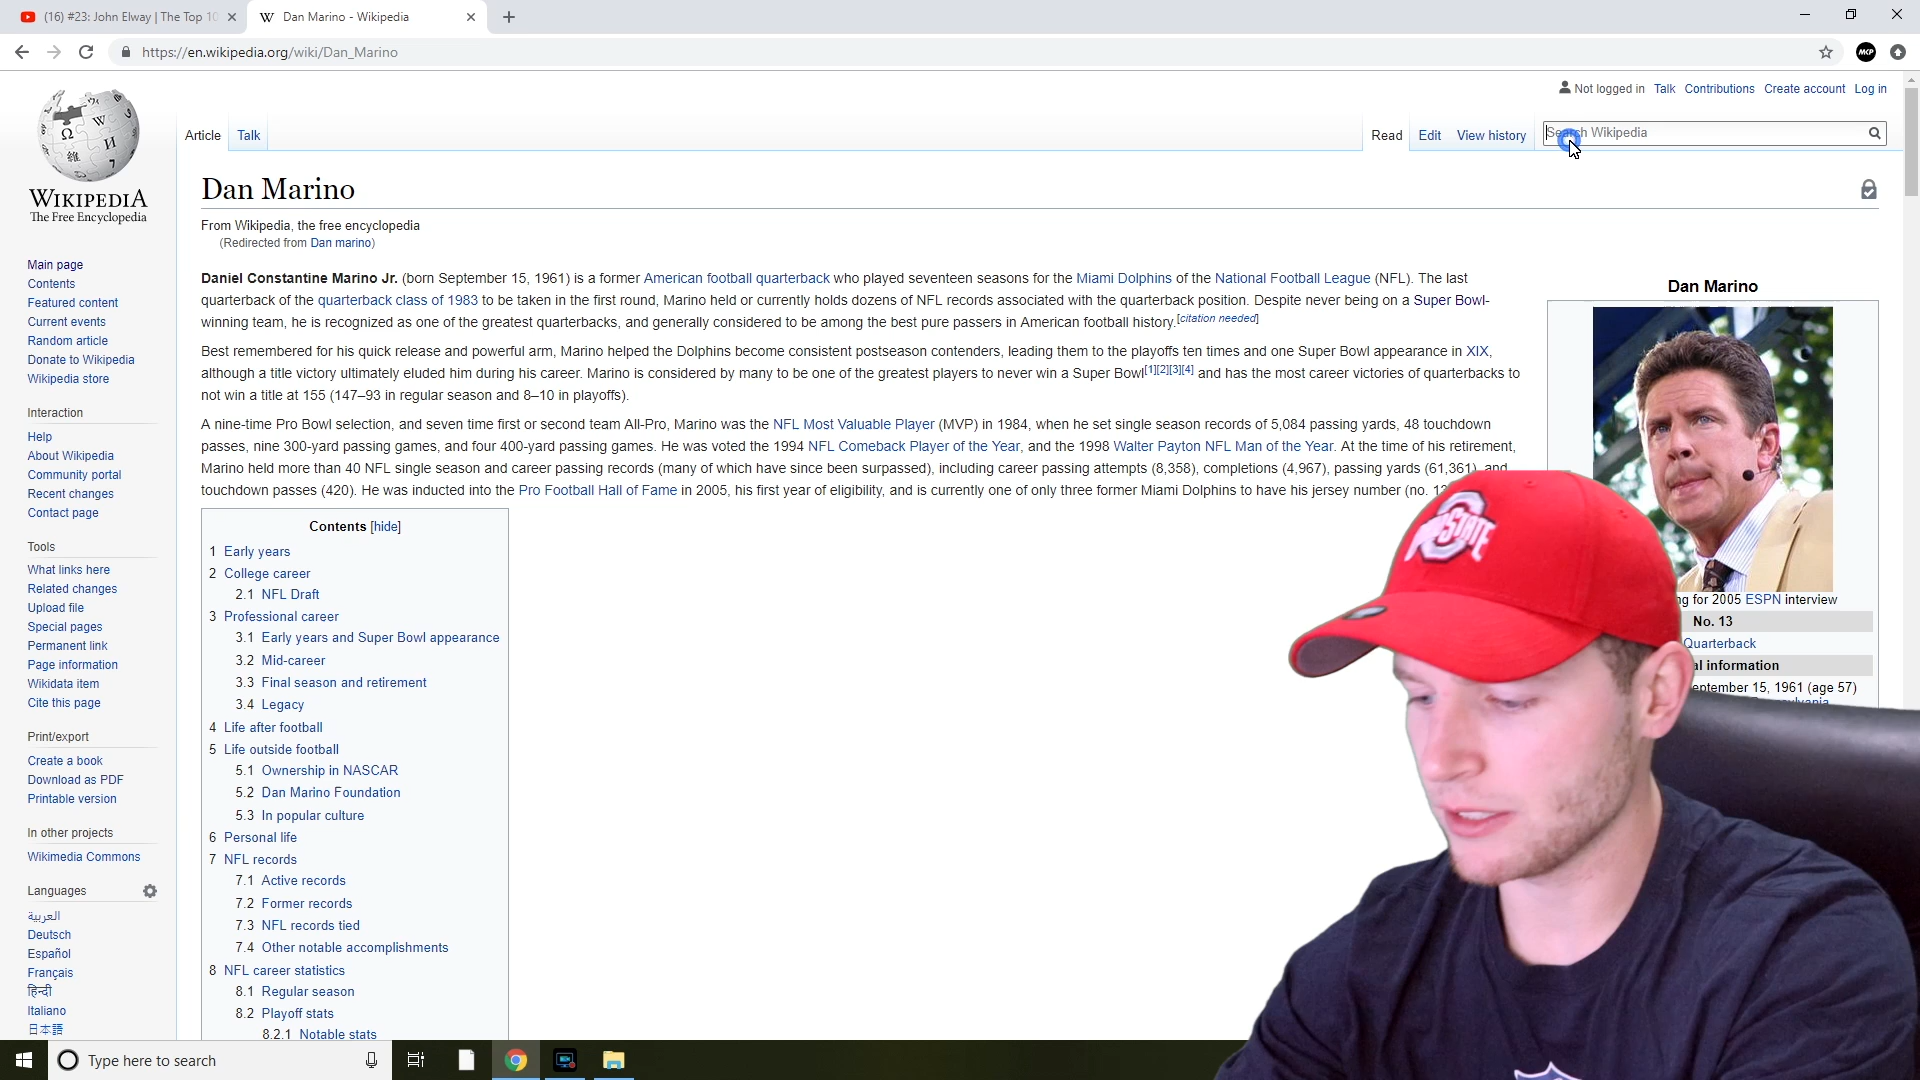 (16) #23: John Elway | The Top 10
Dan Marino - Wikipedia
https://en.wikipedia.org/wiki/Dan_Marino
MCP
Not logged in Talk Contributions Create account Log in
Article Talk
Read Edit View history
Search Wikipedia
WIKIPEDIA
The Free Encyclopedia
Main page
Contents
Featured content
Current events
Random article
Donate to Wikipedia
Wikipedia store
Interaction
Help
About Wikipedia
Community portal
Recent changes
Contact page
Tools
What links here
Related changes
Upload file
Special pages
Permanent link
Page information
Wikidata item
Cite this page
Print/export
Create a book
Download as PDF
Printable version
In other projects
Wikimedia Commons
Languages
العربية
Deutsch
Español
Français
हिन्दी
Italiano
日本語
Dan Marino
From Wikipedia, the free encyclopedia
(Redirected from Dan marino)
Daniel Constantine Marino Jr. (born September 15, 1961) is a former American football quarterback who played seventeen seasons for the Miami Dolphins of the National Football League (NFL). The last
quarterback of the quarterback class of 1983 to be taken in the first round, Marino held or currently holds dozens of NFL records associated with the quarterback position. Despite never being on a Super Bowl-
winning team, he is recognized as one of the greatest quarterbacks, and generally considered to be among the best pure passers in American football history.[citation needed]
Best remembered for his quick release and powerful arm, Marino helped the Dolphins become consistent postseason contenders, leading them to the playoffs ten times and one Super Bowl appearance in XIX,
although a title victory ultimately eluded him during his career. Marino is considered by many to be one of the greatest players to never win a Super Bowl[1][2][3][4] and has the most career victories of quarterbacks to
not win a title at 155 (147–93 in regular season and 8–10 in playoffs).
A nine-time Pro Bowl selection, and seven time first or second team All-Pro, Marino was the NFL Most Valuable Player (MVP) in 1984, when he set single season records of 5,084 passing yards, 48 touchdown
passes, nine 300-yard passing games, and four 400-yard passing games. He was voted the 1994 NFL Comeback Player of the Year, and the 1998 Walter Payton NFL Man of the Year. At the time of his retirement,
Marino held more than 40 NFL single season and career passing records (many of which have since been surpassed), including career passing attempts (8,358), completions (4,967), passing yards (61,361), and
touchdown passes (420). He was inducted into the Pro Football Hall of Fame in 2005, his first year of eligibility, and is currently one of only three former Miami Dolphins to have his jersey number (no. 13
Contents [hide]
1 Early years
2 College career
2.1 NFL Draft
3 Professional career
3.1 Early years and Super Bowl appearance
3.2 Mid-career
3.3 Final season and retirement
3.4 Legacy
4 Life after football
5 Life outside football
5.1 Ownership in NASCAR
5.2 Dan Marino Foundation
5.3 In popular culture
6 Personal life
7 NFL records
7.1 Active records
7.2 Former records
7.3 NFL records tied
7.4 Other notable accomplishments
8 NFL career statistics
8.1 Regular season
8.2 Playoff stats
8.2.1 Notable stats
Dan Marino
for 2005 ESPN interview
No. 13
Quarterback
information
September 15, 1961 (age 57)
OHIO STATE
Type here to search